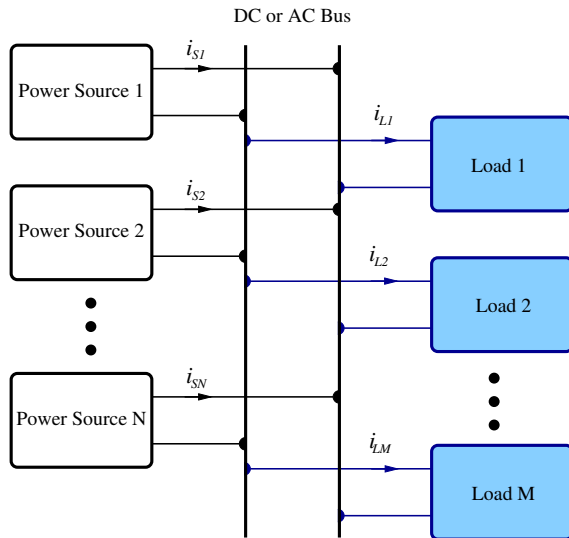 DC or AC Bus
i_{S1}
Power Source 1
i_{L1}
Load 1
i_{S2}
Power Source 2
i_{L2}
Load 2
i_{SN}
Power Source N
i_{LM}
Load M